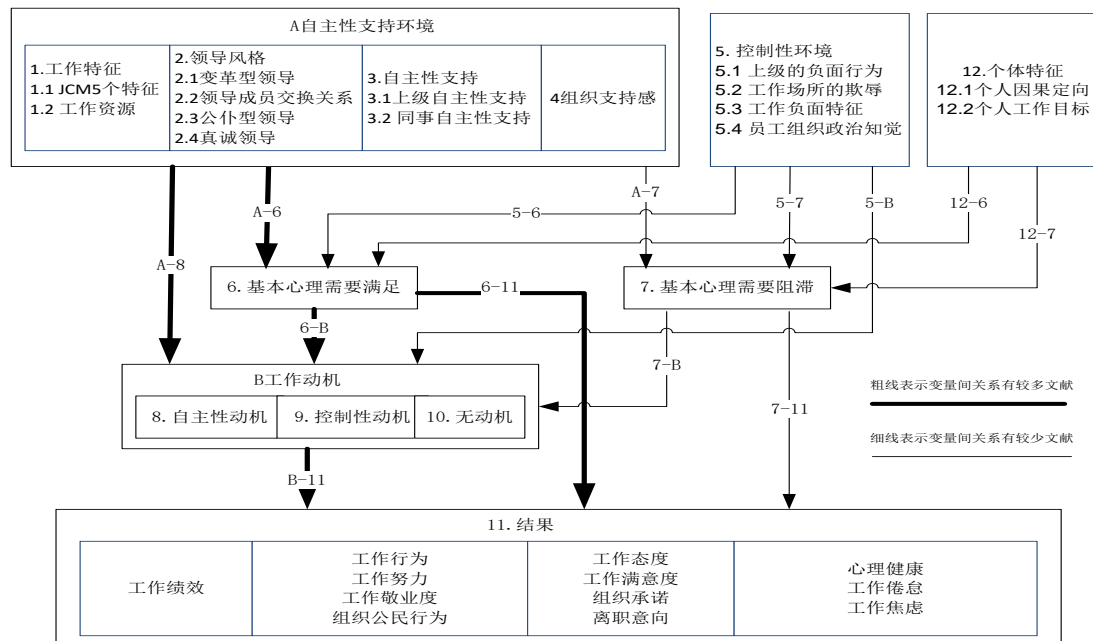 A自主性支持环境
1.工作特征
1.1 JCM5个特征
1.2 工作资源
2.领导风格
2.1变革型领导
2.2领导成员交换关系
2.3公仆型领导
2.4真诚领导
3.自主性支持
3.1上级自主性支持
3.2 同事自主性支持
4组织支持感
5. 控制性环境
5.1 上级的负面行为
5.2 工作场所的欺辱
5.3 工作负面特征
5.4 员工组织政治知觉
12.个体特征
12.1个人因果定向
12.2个人工作目标
A-6
A-7
5-6
5-7
5-B
12-6
12-7
A-8
6.基本心理需要满足
6-11
7.基本心理需要阻滞
6-B
7-B
B工作动机
8.自主性动机
9.控制性动机
10.无动机
7-11
粗线表示变量间关系有较多文献
细线表示变量间关系有较少文献
B-11
11.结果
工作绩效
工作行为
工作努力
工作敬业度
组织公民行为
工作态度
工作满意度
组织承诺
离职意向
心理健康
工作倦怠
工作焦虑